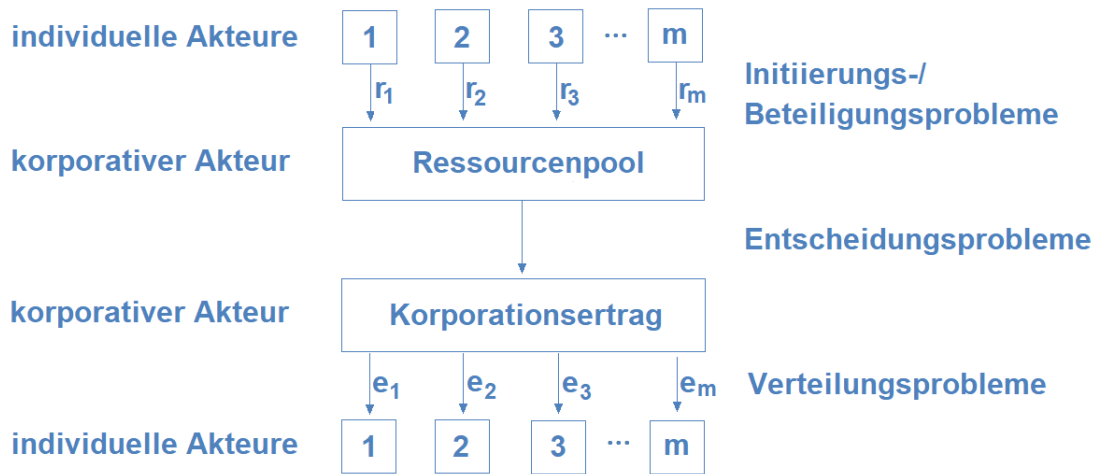 individuelle Akteure 1 2 3 ... m
r1 r2 r3 rm
Initiierungs-/
Beteiligungsprobleme
korporativer Akteur Ressourcenpool
Entscheidungsprobleme
korporativer Akteur Korporationsertrag
e1 e2 e3 em Verteilungsprobleme
individuelle Akteure 1 2 3 ... m